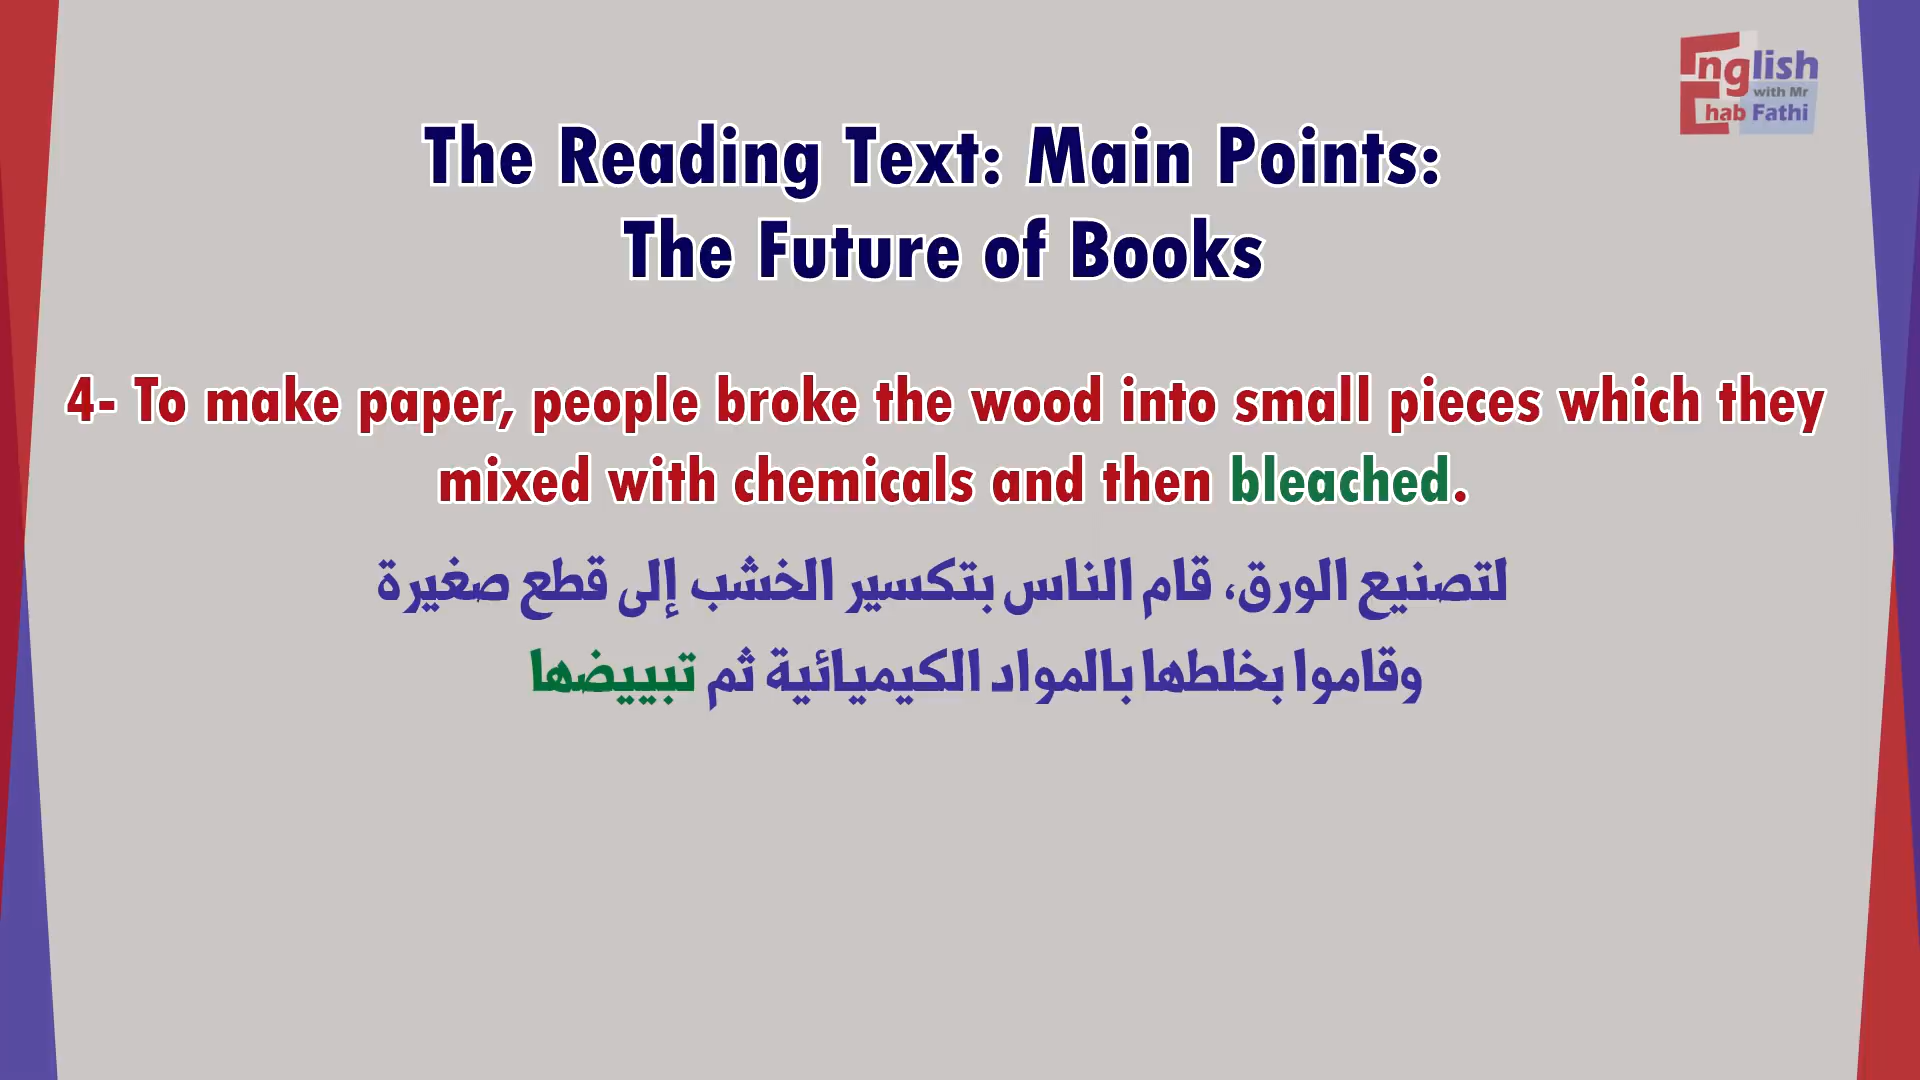 English
with Mr
Ehab Fathi
The Reading Text: Main Points:
The Future of Books
4- To make paper, people broke the wood into small pieces which they
mixed with chemicals and then bleached.
لتصنيع الورق، قام الناس بتكسير الخشب إلى قطع صغيرة
وقاموا بخلطها بالمواد الكيميائية ثم تبييضها